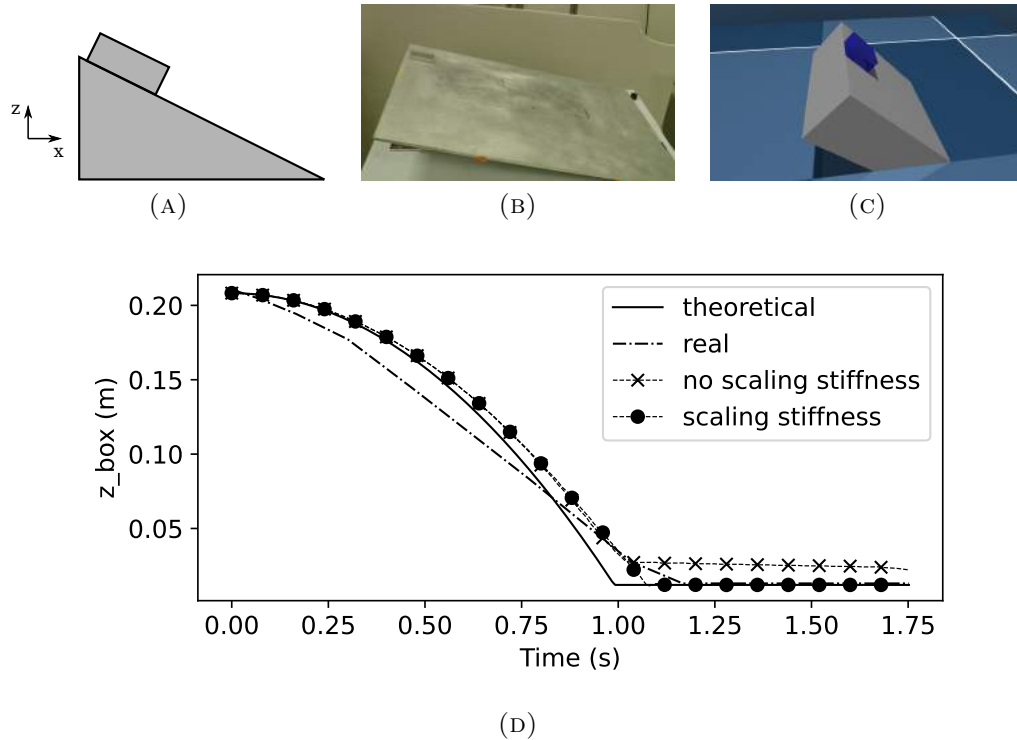 z
x
(A)
(B)
(C)
z_box (m)
0.20
0.15
0.10
0.05
theoretical
real
no scaling stiffness
scaling stiffness
0.00 0.25 0.50 0.75 1.00 1.25 1.50 1.75
Time (s)
(D)